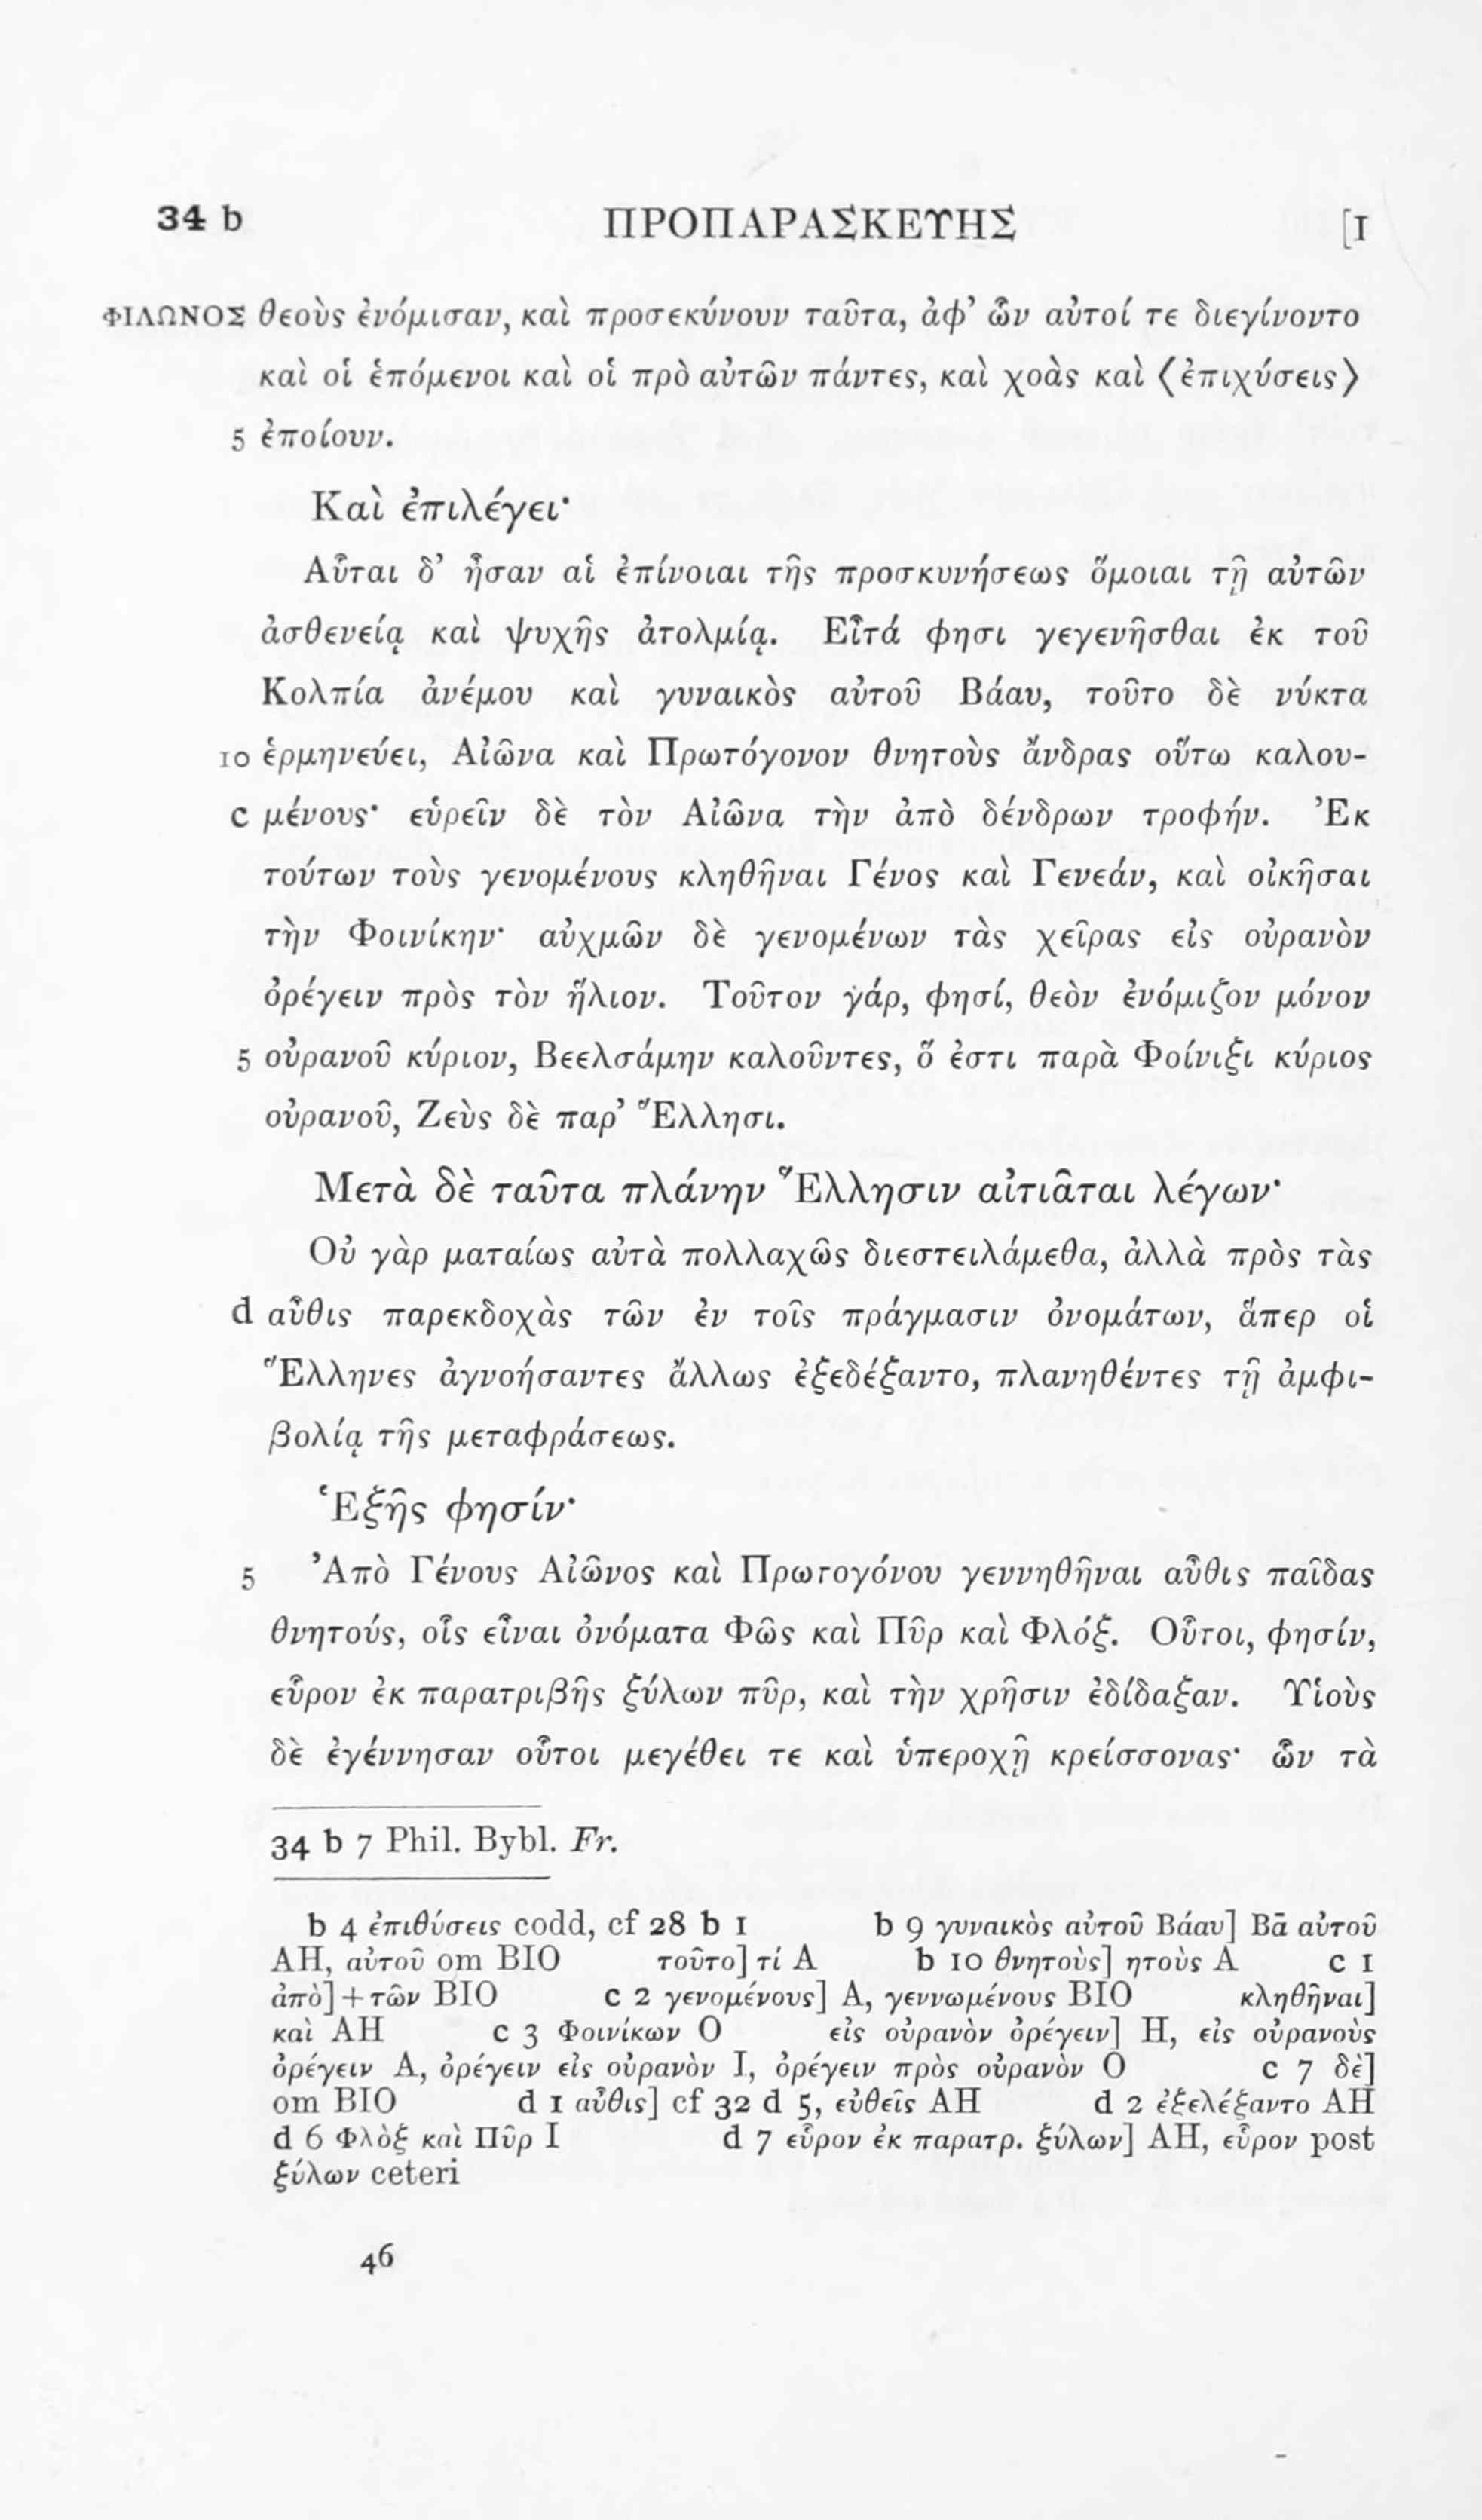 34 b ΠΡΟΠΑΡΑΣΚΕΥΗΣ [I
ΦΙΛΩΝΟΣ θεοὺς ἐνόμισαν, καὶ προσεκύνουν ταῦτα, ἀφ’ ὧν αὐτοί τε διεγίνοντο
καὶ οἱ ἑπόμενοι καὶ οἱ πρὸ αὐτῶν πάντες, καὶ χοὰς καὶ ⟨ἐπιχύσεις⟩
5 ἐποίουν.
Καὶ ἐπιλέγει·
Αὗται δ’ ἦσαν αἱ ἐπίνοιαι τῆς προσκυνήσεως ὅμοιαι τῇ αὐτῶν
ἀσθενείᾳ καὶ ψυχῆς ἀτολμίᾳ. Εἶτά φησι γεγενῆσθαι ἐκ τοῦ
Κολπία ἀνέμου καὶ γυναικὸς αὐτοῦ Βάαυ, τοῦτο δὲ νύκτα
10 ἑρμηνεύει, Αἰῶνα καὶ Πρωτόγονον θνητοὺς ἄνδρας οὕτω καλου-
c μένους· εὑρεῖν δὲ τὸν Αἰῶνα τὴν ἀπὸ δένδρων τροφήν. Ἐκ
τούτων τοὺς γενομένους κληθῆναι Γένος καὶ Γενεάν, καὶ οἰκῆσαι
τὴν Φοινίκην· αὐχμῶν δὲ γενομένων τὰς χεῖρας εἰς οὐρανὸν
ὀρέγειν πρὸς τὸν ἥλιον. Τοῦτον γάρ, φησί, θεὸν ἐνόμιζον μόνον
5 οὐρανοῦ κύριον, Βεελσάμην καλοῦντες, ὅ ἐστι παρὰ Φοίνιξι κύριος
οὐρανοῦ, Ζεὺς δὲ παρ’ Ἕλλησι.
Μετὰ δὲ ταῦτα πλάνην Ἕλλησιν αἰτιᾶται λέγων·
Οὐ γὰρ ματαίως αὐτὰ πολλαχῶς διεστειλάμεθα, ἀλλὰ πρὸς τὰς
d αὖθις παρεκδοχὰς τῶν ἐν τοῖς πράγμασιν ὀνομάτων, ἅπερ οἱ
Ἕλληνες ἀγνοήσαντες ἄλλως ἐξεδέξαντο, πλανηθέντες τῇ ἀμφι-
βολίᾳ τῆς μεταφράσεως.
Ἑξῆς φησίν·
5 Ἀπὸ Γένους Αἰῶνος καὶ Πρωτογόνου γεννηθῆναι αὖθις παῖδας
θνητούς, οἷς εἶναι ὀνόματα Φῶς καὶ Πῦρ καὶ Φλόξ. Οὗτοι, φησίν,
εὗρον ἐκ παρατριβῆς ξύλων πῦρ, καὶ τὴν χρῆσιν ἐδίδαξαν. Υἱοὺς
δὲ ἐγέννησαν οὗτοι μεγέθει τε καὶ ὑπεροχῇ κρείσσονας· ὧν τὰ
34 b 7 Phil. Bybl. Fr.
b 4 ἐπιθύσεις codd, cf 28 b 1 b 9 γυναικὸς αὐτοῦ Βάαυ] Βᾶ αὐτοῦ
AH, αὐτοῦ om BIO τοῦτο] τί A b 10 θνητοὺς] ητοὺς A c 1
ἀπὸ]+τῶν BIO c 2 γενομένους] A, γεννωμένους BIO κληθῆναι]
καὶ AH c 3 Φοινίκων O εἰς οὐρανὸν ὀρέγειν] H, εἰς οὐρανοὺς
ὀρέγειν A, ὀρέγειν εἰς οὐρανὸν I, ὀρέγειν πρὸς οὐρανὸν O c 7 δὲ]
om BIO d 1 αὖθις] cf 32 d 5, εὐθεῖς AH d 2 ἐξελέξαντο AH
d 6 Φλὸξ καὶ Πῦρ I d 7 εὗρον ἐκ παρατρ. ξύλων] AH, εὗρον post
ξύλων ceteri
46